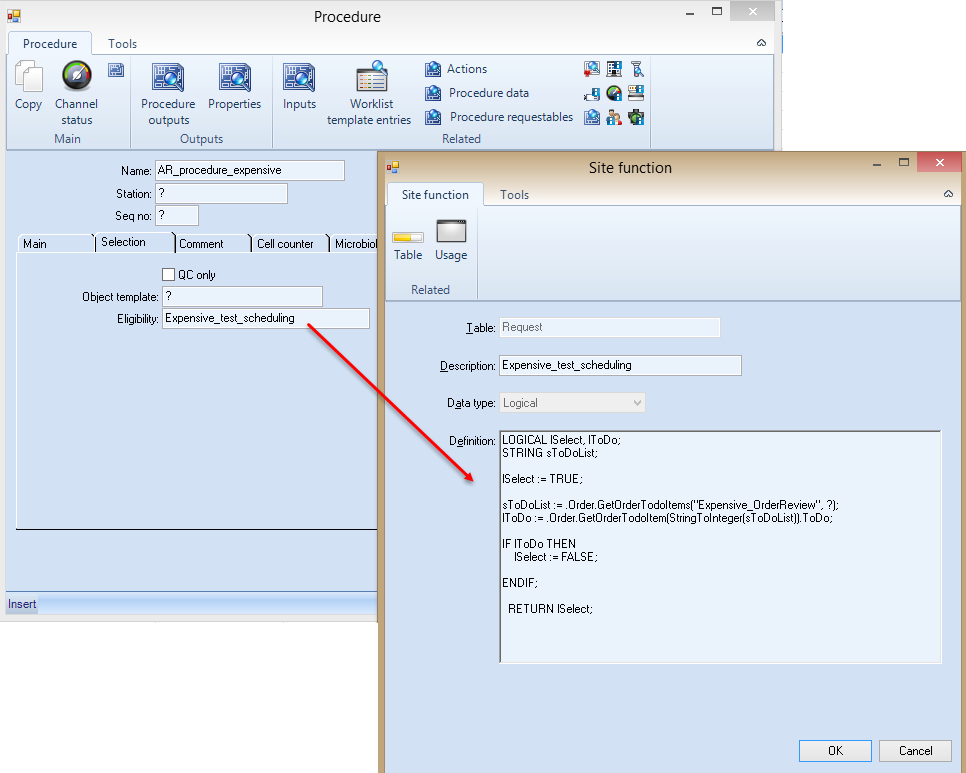 Procedure
Procedure Tools
Copy
Channel status
Main
Procedure outputs
Properties
Outputs
Inputs
Worklist template entries
Actions
Procedure data
Procedure requestables
Related
Name: AR_procedure_expensive
Station: ?
Seq no: ?
Main Selection Comment Cell counter Microbiol
QC only
Object template: ?
Eligibility: Expensive_test_scheduling
Insert
Site function
Site function Tools
Table Usage
Related
Table: Request
Description: Expensive_test_scheduling
Data type: Logical
Definition:
LOGICAL lSelect, lToDo;
STRING sToDoList;
lSelect := TRUE;
sToDoList := .Order.GetOrderTodoItems("Expensive_OrderReview", ?);
lToDo := .Order.GetOrderTodoItem(StringToInteger(sToDoList)).ToDo;
IF lToDo THEN
lSelect := FALSE;
ENDIF;
RETURN lSelect;
OK Cancel